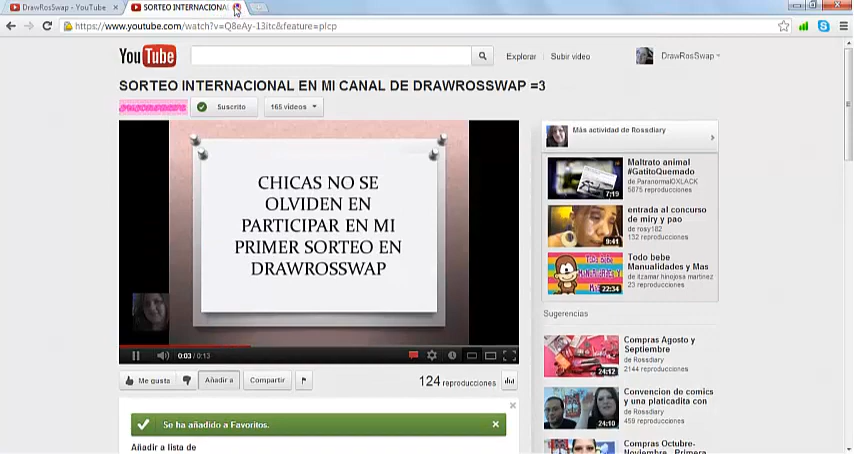 DrawRosSwap - YouTube
SORTEO INTERNACIONAL
https://www.youtube.com/watch?v=Q8eAy-13itc&feature=plcp
YouTube
Explorar
Subir video
DrawRosSwap
SORTEO INTERNACIONAL EN MI CANAL DE DRAWROSSWAP =3
Suscrito
165 videos
CHICAS NO SE
OLVIDEN EN
PARTICIPAR EN MI
PRIMER SORTEO EN
DRAWROSSWAP
0:03 / 0:13
Me gusta
Añadir a
Compartir
124 reproducciones
Se ha añadido a Favoritos.
Añadir a lista de
Más actividad de Rossdiary
Maltrato animal
#GatitoQuemado
de ParanormalOXLACK
5875 reproducciones
7:19
entrada al concurso
de miry y pao
de rosy182
132 reproducciones
9:41
Todo bebe
Manualidades y Mas
de itzamar hinojosa martinez
23 reproducciones
22:34
Sugerencias
Compras Agosto y
Septiembre
de Rossdiary
2144 reproducciones
24:12
Convencion de comics
y una platicadita con
de Rossdiary
459 reproducciones
24:10
Compras Octubre-
Noviembre , Primera